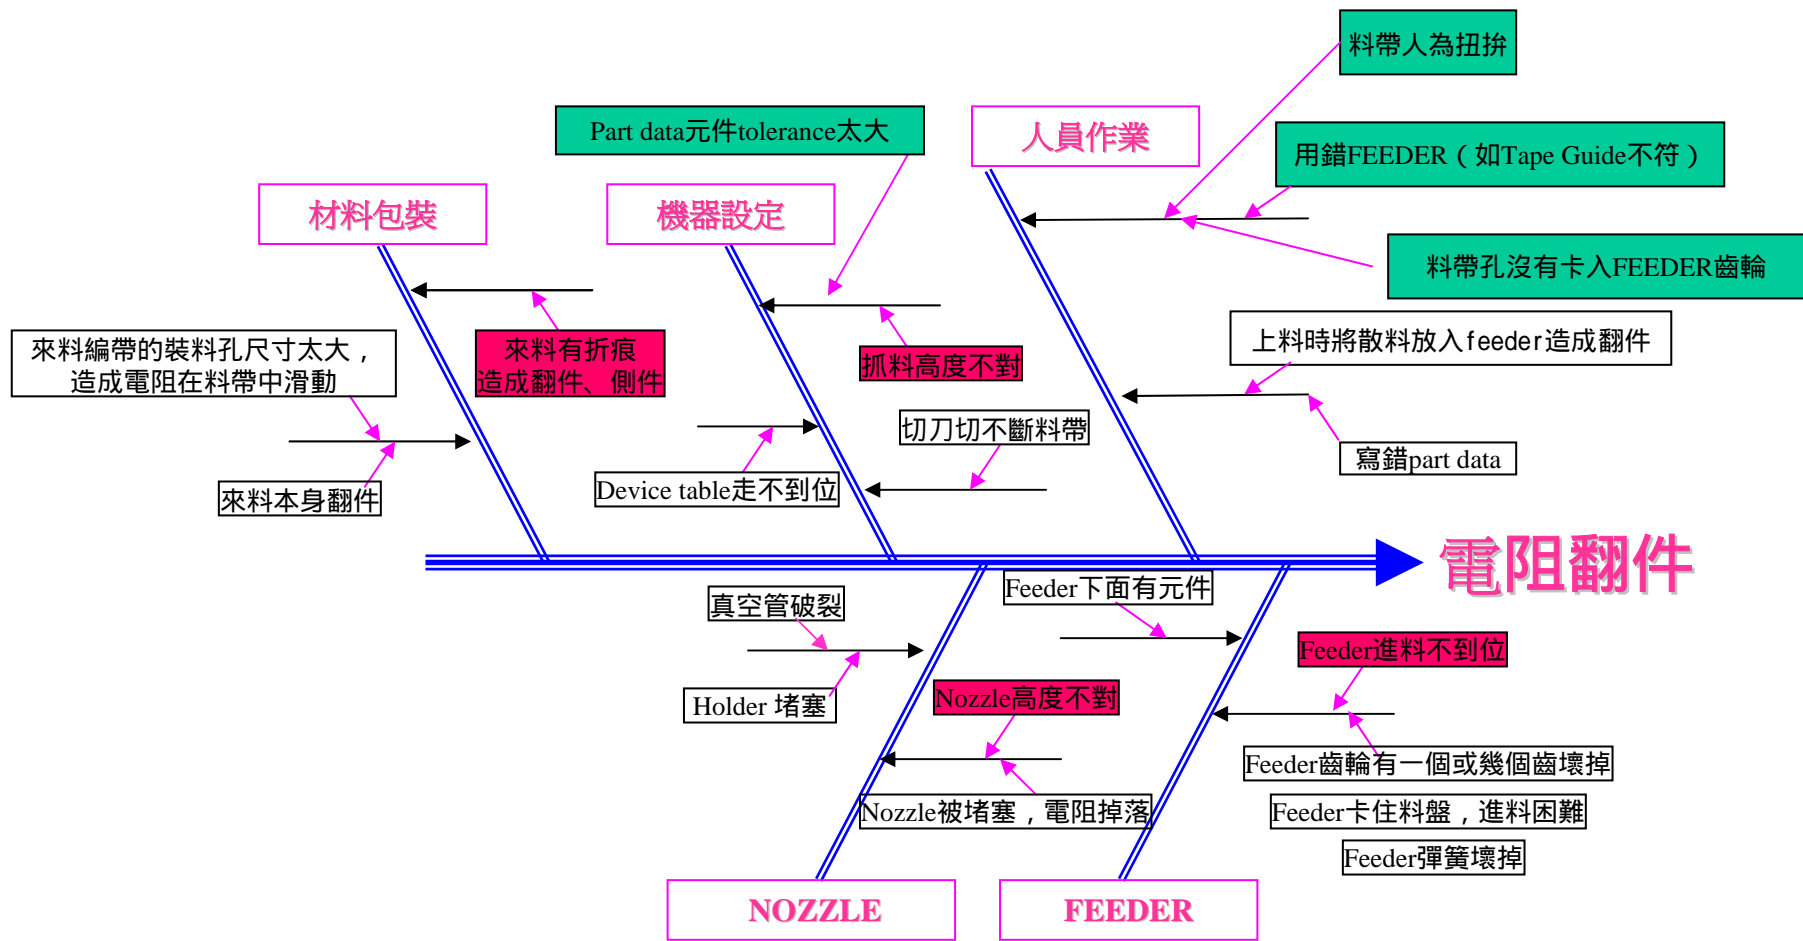 料帶人為扭拚
Part data元件tolerance太大
人員作業
用錯FEEDER（如Tape Guide不符）
材料包裝
機器設定
料帶孔沒有卡入FEEDER齒輪
來料編帶的裝料孔尺寸太大，
造成電阻在料帶中滑動
來料有折痕
造成翻件、側件
抓料高度不對
上料時將散料放入feeder造成翻件
切刀切不斷料帶
寫錯part data
來料本身翻件
Device table走不到位
電阻翻件
真空管破裂
Feeder下面有元件
Feeder進料不到位
Holder 堵塞
Nozzle高度不對
Feeder齒輪有一個或幾個齒壞掉
Nozzle被堵塞，電阻掉落
Feeder卡住料盤，進料困難
Feeder彈簧壞掉
NOZZLE
FEEDER